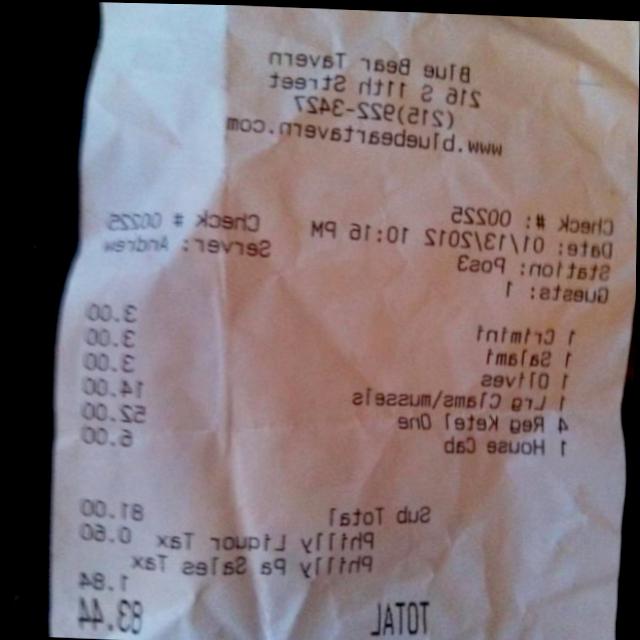 Blue Bear Tavern
216 S 11th Street
(215)922-3427
www.bluebeartavern.com
Check #: 00225 Check # 00225
Date: 01/13/2012 10:16 PM Server: Andrew
Station: Pos3
Guests: 1
1 Crimini 3.00
1 Salami 3.00
1 Olives 3.00
1 Lrg Clams\mussels 14.00
4 Reg Ketel One 52.00
1 House Cab 6.00
Sub Total 81.00
Philly Liquor Tax 0.60
Philly Pa Sales Tax 1.84
TOTAL 83.44